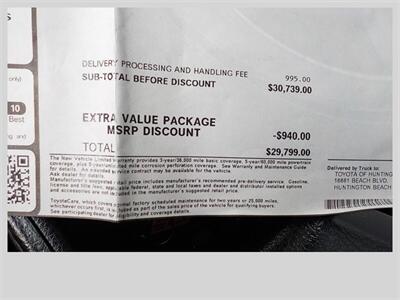 S
DELIVERY PROCESSING AND HANDLING FEE 995.00
SUB-TOTAL BEFORE DISCOUNT $30,739.00
only)
10
Best
EXTRA VALUE PACKAGE
MSRP DISCOUNT -$940.00
TOTAL $29,799.00
The New Vehicle Limited Warranty provides 3-year/36,000 mile basic coverage, 5-year/60,000 mile powertrain
coverage, plus 5-year/unlimited mile corrosion perforation coverage. See Warranty and Maintenance Guide
for details. An extended service contract may be available for the vehicle.
Ask dealer for details.
Manufacturer's suggested retail price includes manufacturer's recommended pre-delivery service. Gasoline,
license and title fees, applicable federal, state and local taxes and dealer and distributor installed options
and accessories are not included in the manufacturer's suggested retail price.
ToyotaCare, which covers normal factory scheduled maintenance for two years or 25,000 miles,
whichever occurs first, is included as part of the sales price of the vehicle for qualifying buyers.
See participating dealer for eligibility and coverage details.
Delivered by Truck to:
TOYOTA OF HUNTING
16661 BEACH BLVD.
HUNTINGTON BEACH